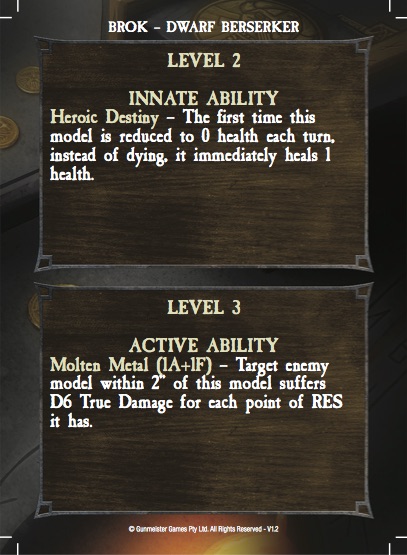 BROK – DWARF BERSERKER
LEVEL 2
INNATE ABILITY
Heroic Destiny – The first time this
model is reduced to 0 health each turn,
instead of dying, it immediately heals 1
health.
LEVEL 3
ACTIVE ABILITY
Molten Metal (1A+1F) – Target enemy
model within 2" of this model suffers
D6 True Damage for each point of RES
it has.
© Gunmeister Games Pty Ltd. All Rights Reserved - V1.2